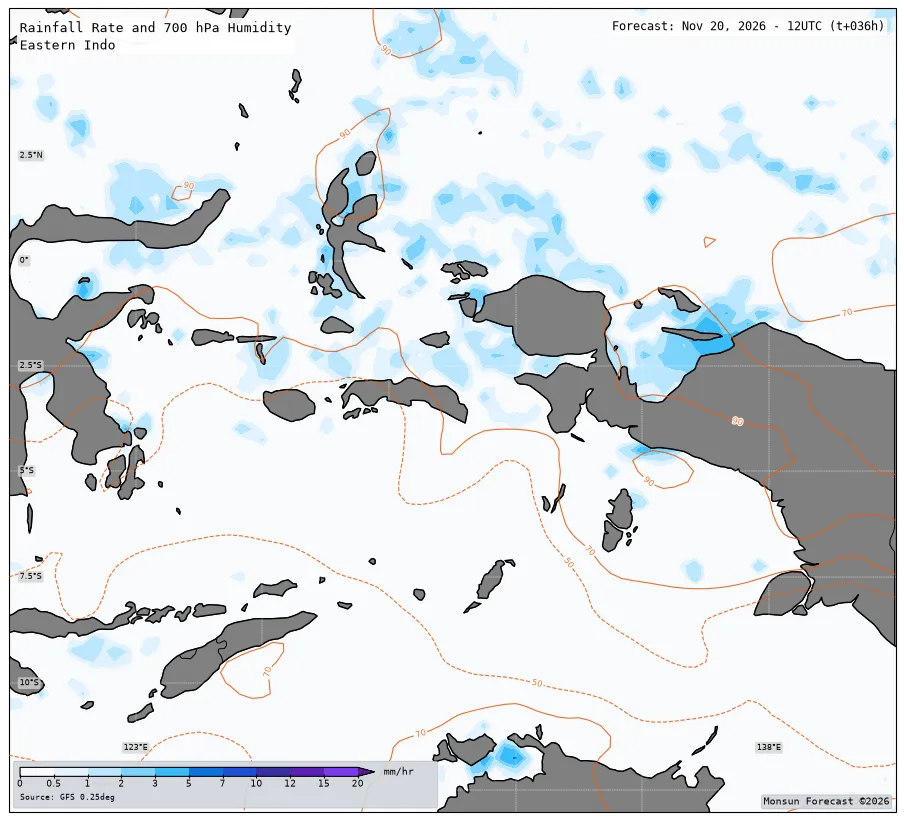 Rainfall Rate and 700 hPa Humidity
Eastern Indo
Forecast: Nov 20, 2026 - 12UTC (t+036h)
90
90
2.5°N
90
0°
70
2.5°S
90
5°S
90
70
50
7.5°S
70
10°S
50
70
123°E
138°E
mm/hr
0 0.5 1 2 3 5 7 10 12 15 20
Source: GFS 0.25deg
Monsun Forecast ©2026